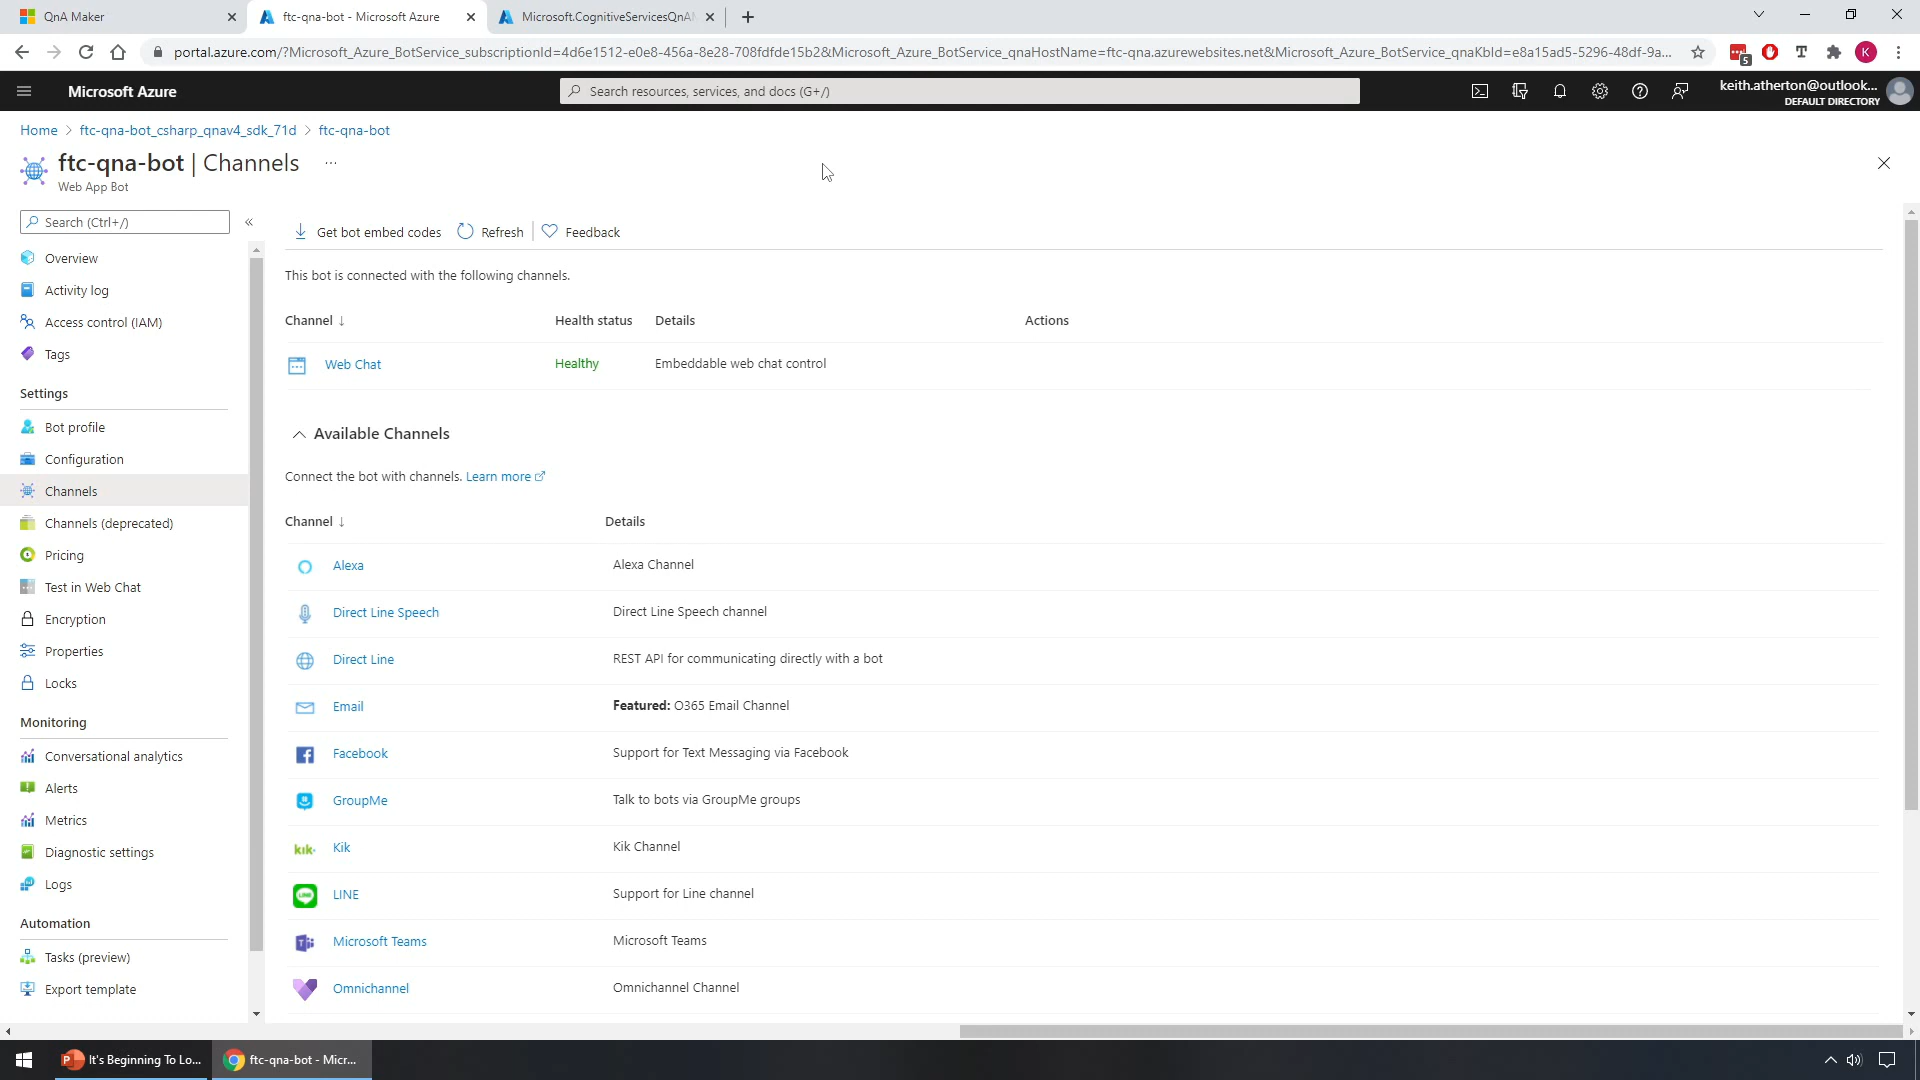 QnA Maker
ftc-qna-bot - Microsoft Azure
Microsoft.CognitiveServicesQnAM
portal.azure.com/?Microsoft_Azure_BotService_subscriptionId=4d6e1512-e0e8-456a-8e28-708fdfde15b2&Microsoft_Azure_BotService_qnaHostName=ftc-qna.azurewebsites.net&Microsoft_Azure_BotService_qnaKbId=e8a15ad5-5296-48df-9a...
5
T
K
Microsoft Azure
Search resources, services, and docs (G+/)
keith.atherton@outlook...
DEFAULT DIRECTORY
Home > ftc-qna-bot_csharp_qnav4_sdk_71d > ftc-qna-bot
ftc-qna-bot | Channels ...
Web App Bot
Search (Ctrl+/)
«
Overview
Activity log
Access control (IAM)
Tags
Settings
Bot profile
Configuration
Channels
Channels (deprecated)
Pricing
Test in Web Chat
Encryption
Properties
Locks
Monitoring
Conversational analytics
Alerts
Metrics
Diagnostic settings
Logs
Automation
Tasks (preview)
Export template
Get bot embed codes
Refresh
Feedback
This bot is connected with the following channels.
Channel ↓ Health status Details Actions
Web Chat Healthy Embeddable web chat control
Available Channels
Connect the bot with channels. Learn more
Channel ↓ Details
Alexa Alexa Channel
Direct Line Speech Direct Line Speech channel
Direct Line REST API for communicating directly with a bot
Email Featured: O365 Email Channel
Facebook Support for Text Messaging via Facebook
GroupMe Talk to bots via GroupMe groups
kik. Kik Kik Channel
LINE Support for Line channel
Microsoft Teams Microsoft Teams
Omnichannel Omnichannel Channel
It's Beginning To Lo...
ftc-qna-bot - Micr...